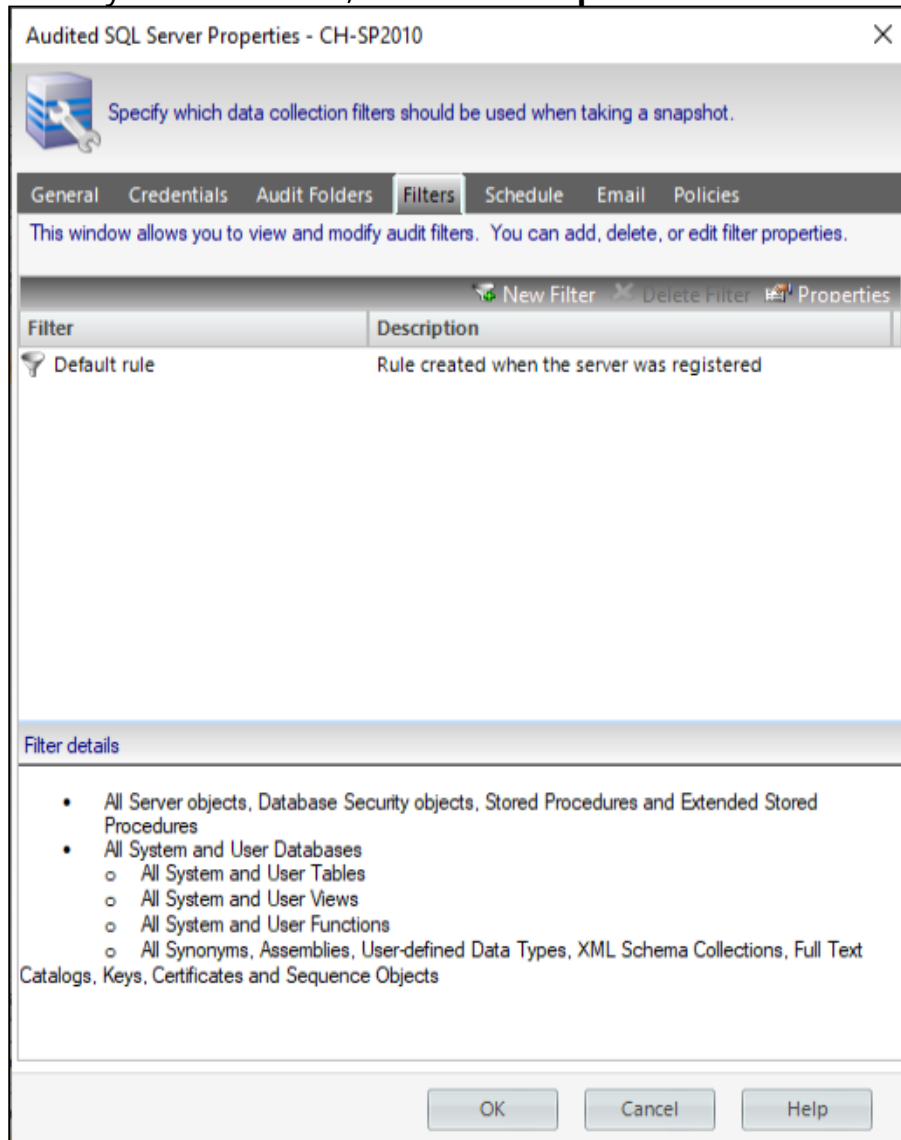 Audited SQL Server Properties - CH-SP2010
Specify which data collection filters should be used when taking a snapshot.
General Credentials Audit Folders Filters Schedule Email Policies
This window allows you to view and modify audit filters. You can add, delete, or edit filter properties.
New Filter Delete Filter Properties
Filter Description
Default rule Rule created when the server was registered
Filter details
• All Server objects, Database Security objects, Stored Procedures and Extended Stored
Procedures
• All System and User Databases
o All System and User Tables
o All System and User Views
o All System and User Functions
o All Synonyms, Assemblies, User-defined Data Types, XML Schema Collections, Full Text
Catalogs, Keys, Certificates and Sequence Objects
OK Cancel Help